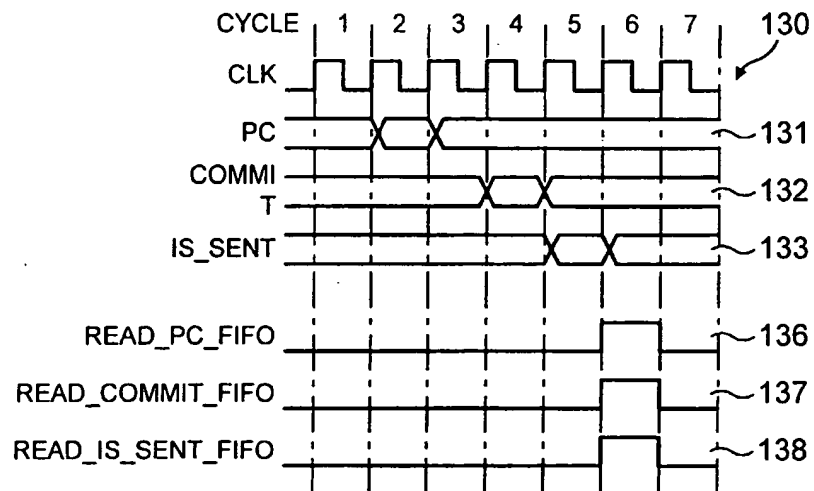 CYCLE 1 2 3 4 5 6 7 130
CLK
PC 131
COMMI
T 132
IS_SENT 133
READ_PC_FIFO 136
READ_COMMIT_FIFO 137
READ_IS_SENT_FIFO 138